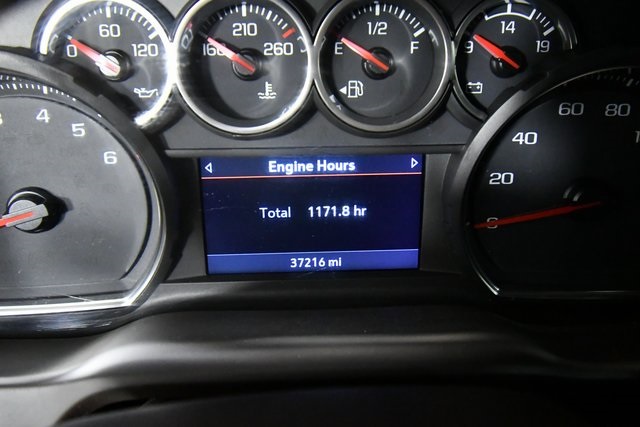 0 60 120
160 210 260
E 1/2 F
9 14 19
4 5 6
0 20 40 60 80
Engine Hours
Total 1171.8 hr
37216 mi